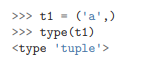 >>> t1 = ('a',)
>>> type(t1)
<type 'tuple'>